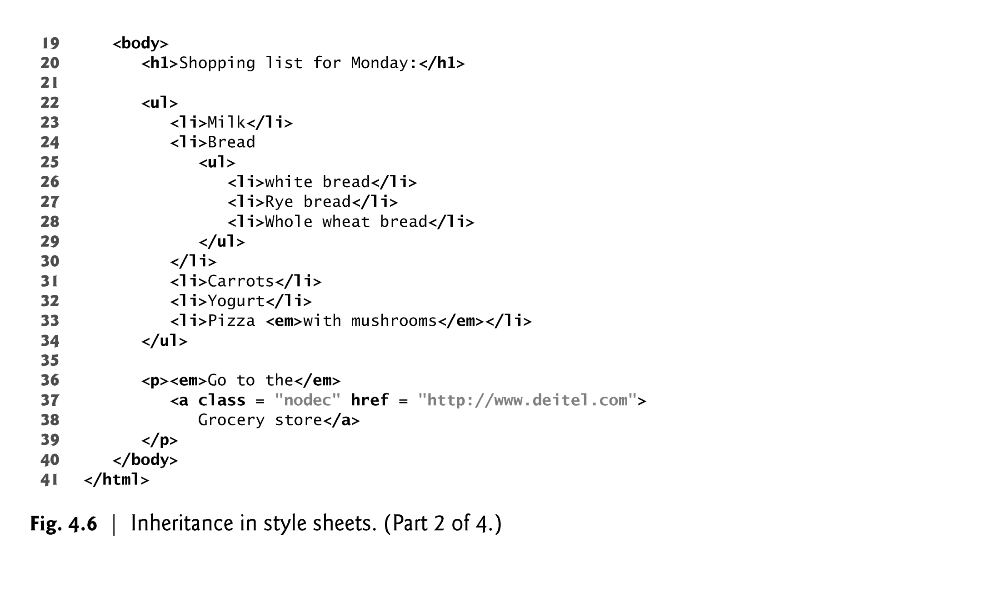 19 <body>
20 <h1>Shopping list for Monday:</h1>
21
22 <ul>
23 <li>Milk</li>
24 <li>Bread
25 <ul>
26 <li>white bread</li>
27 <li>Rye bread</li>
28 <li>Whole wheat bread</li>
29 </ul>
30 </li>
31 <li>Carrots</li>
32 <li>Yogurt</li>
33 <li>Pizza <em>with mushrooms</em></li>
34 </ul>
35
36 <p><em>Go to the</em>
37 <a class = "nodec" href = "http://www.deitel.com">
38 Grocery store</a>
39 </p>
40 </body>
41 </html>
Fig. 4.6 | Inheritance in style sheets. (Part 2 of 4.)